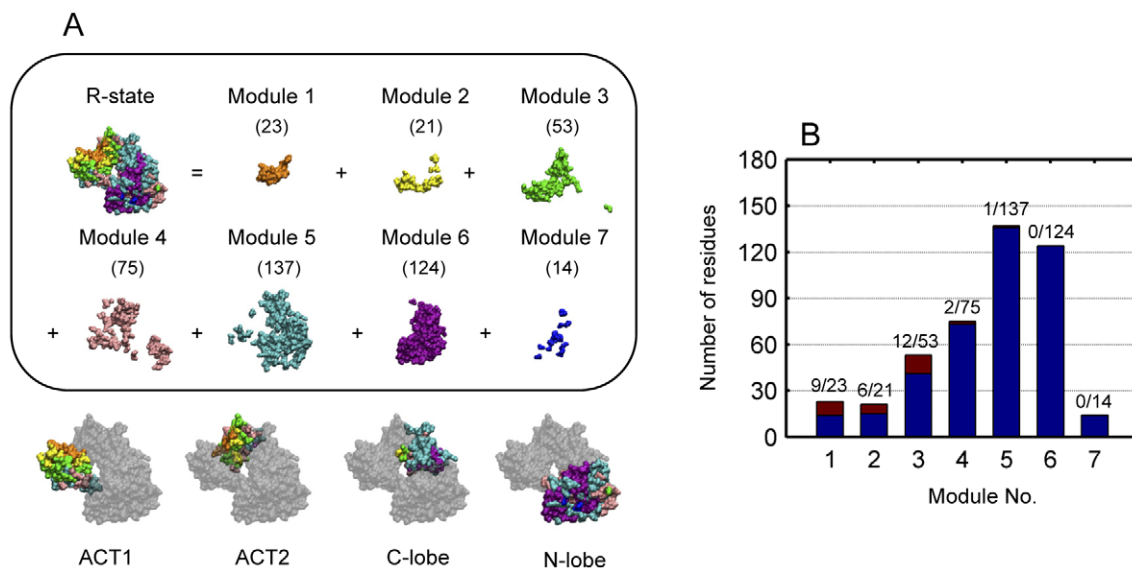 A
R-state Module 1 Module 2 Module 3
(23) (21) (53)
= + +
Module 4 Module 5 Module 6 Module 7
(75) (137) (124) (14)
+ + + +
ACT1 ACT2 C-lobe N-lobe
B
Number of residues
180
150
120
90
60
30
0
9/23 6/21 12/53 2/75 1/137 0/124 0/14
1 2 3 4 5 6 7
Module No.